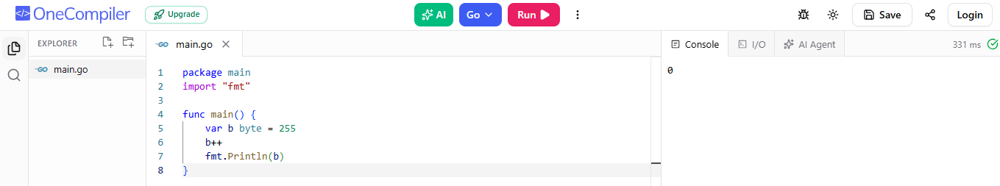 OneCompiler Upgrade AI Go Run Save Login
EXPLORER main.go Console I/O AI Agent 331 ms
GO main.go 0
1 package main
2 import "fmt"
3
4 func main() {
5 var b byte = 255
6 b++
7 fmt.Println(b)
8 }